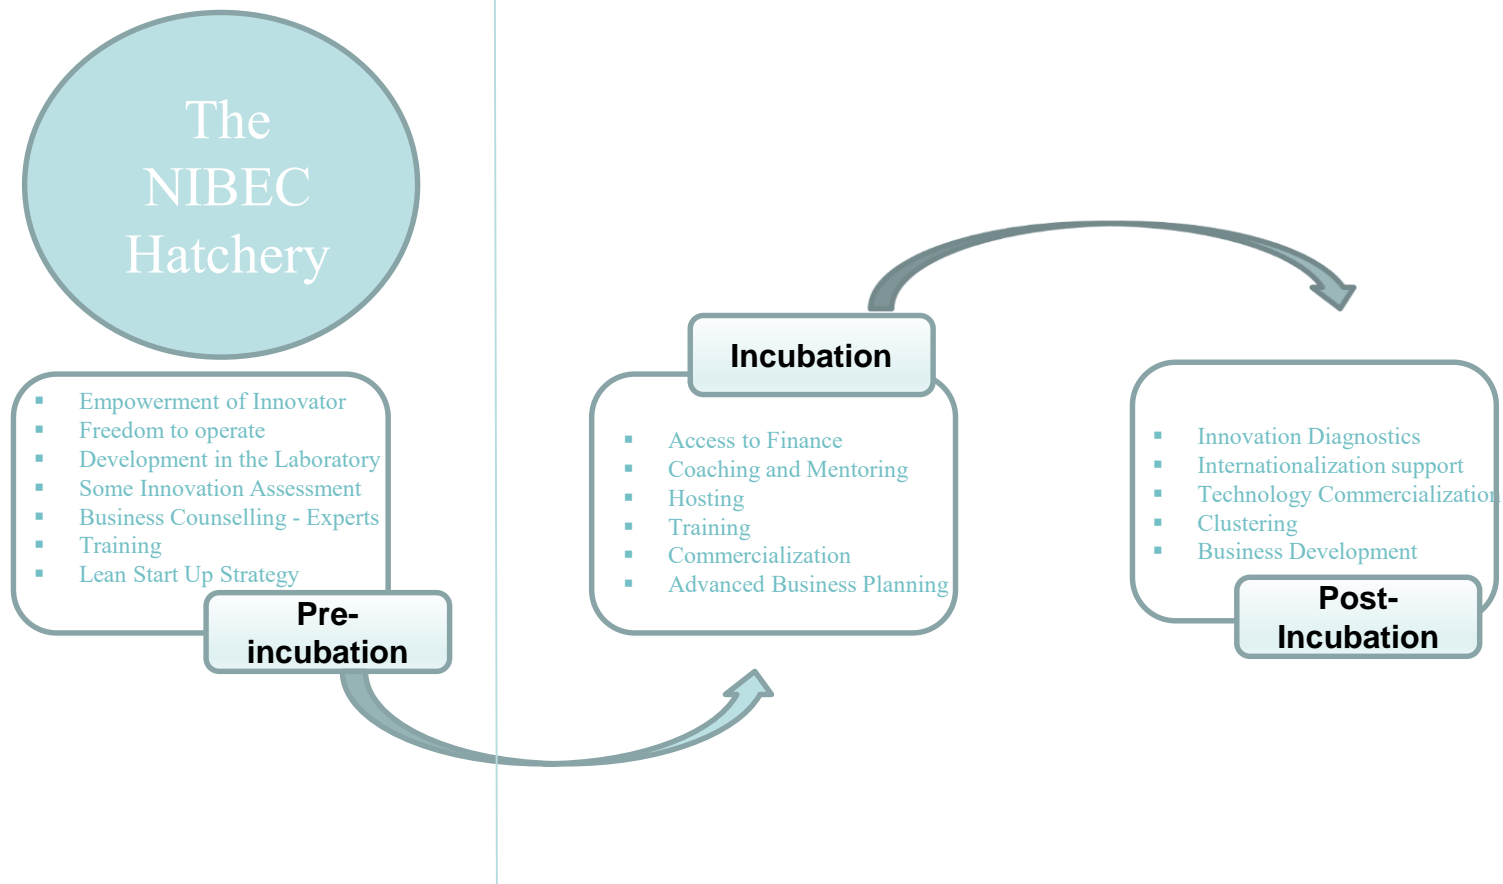 The
NIBEC
Hatchery
Empowerment of Innovator
Freedom to operate
Development in the Laboratory
Some Innovation Assessment
Business Counselling - Experts
Training
Lean Start Up Strategy
Pre-
incubation
Incubation
Access to Finance
Coaching and Mentoring
Hosting
Training
Commercialization
Advanced Business Planning
Innovation Diagnostics
Internationalization support
Technology Commercialization
Clustering
Business Development
Post-
Incubation